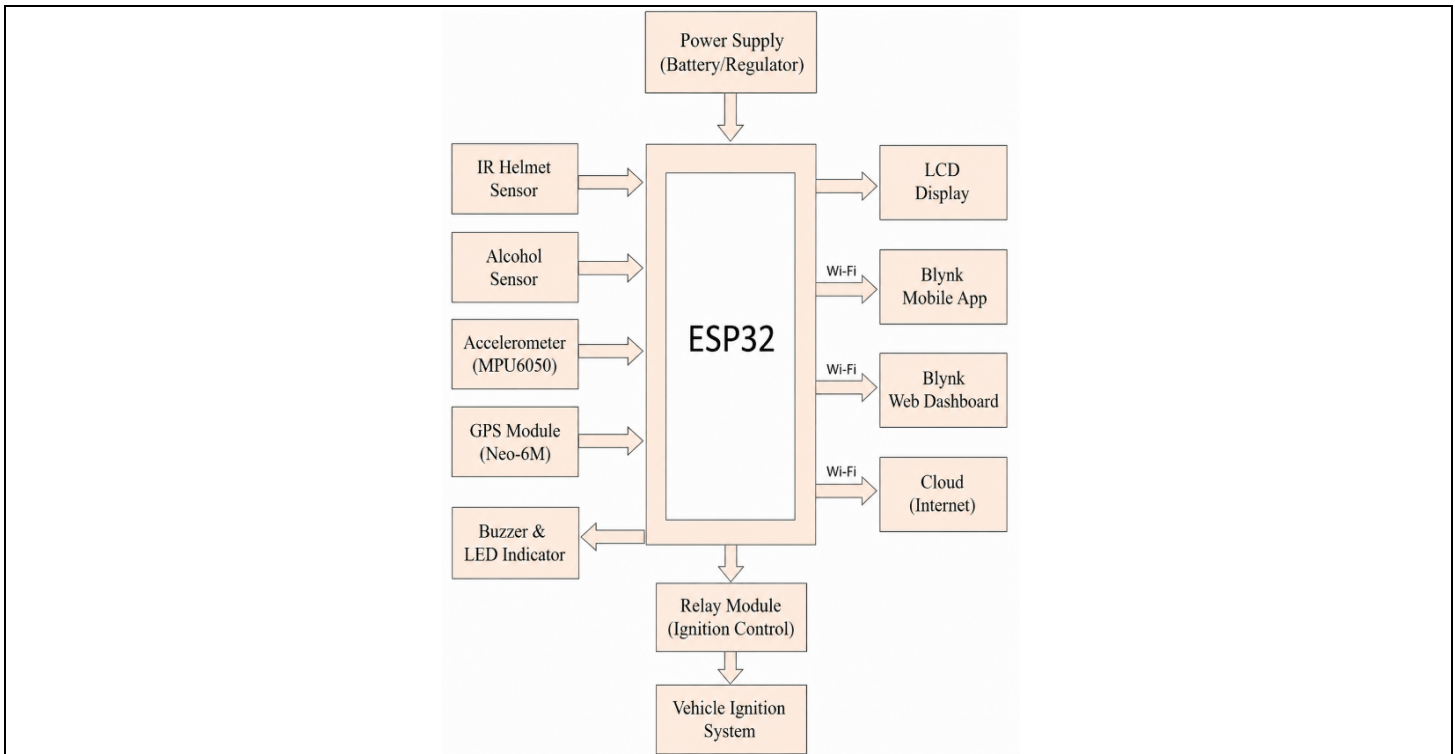 Power Supply
(Battery/Regulator)
IR Helmet
Sensor
Alcohol
Sensor
Accelerometer
(MPU6050)
GPS Module
(Neo-6M)
Buzzer &
LED Indicator
ESP32
LCD
Display
Wi-Fi
Blynk
Mobile App
Wi-Fi
Blynk
Web Dashboard
Wi-Fi
Cloud
(Internet)
Relay Module
(Ignition Control)
Vehicle Ignition
System